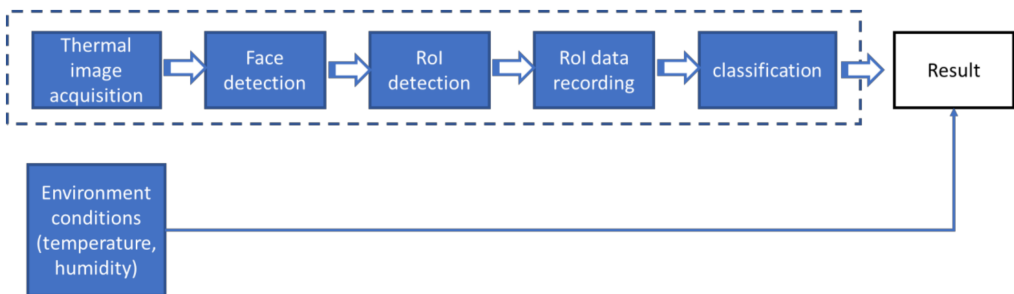 Thermal
image
acquisition
Face
detection
RoI
detection
RoI data
recording
classification
Result
Environment
conditions
(temperature,
humidity)